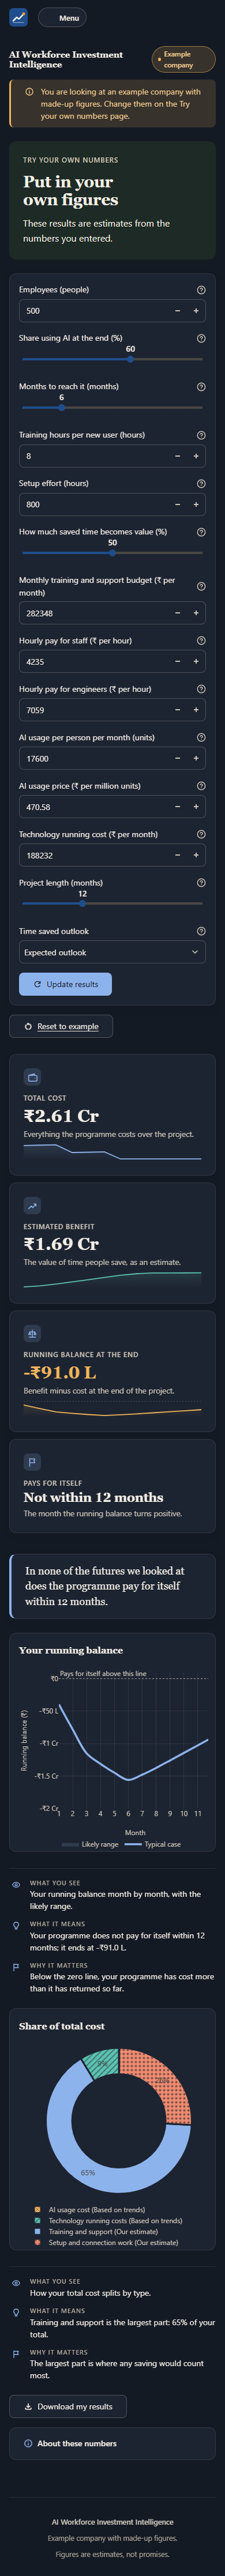 Menu
AI Workforce Investment
Intelligence
Example
company
You are looking at an example company with
made-up figures. Change them on the Try
your own numbers page.
TRY YOUR OWN NUMBERS
Put in your
own figures
These results are estimates from the
numbers you entered.
Employees (people)
500
Share using AI at the end (%)
60
Months to reach it (months)
6
Training hours per new user (hours)
8
Setup effort (hours)
800
How much saved time becomes value (%)
50
Monthly training and support budget (₹ per
month)
282348
Hourly pay for staff (₹ per hour)
4235
Hourly pay for engineers (₹ per hour)
7059
AI usage per person per month (units)
17600
AI usage price (₹ per million units)
470.58
Technology running cost (₹ per month)
188232
Project length (months)
12
Time saved outlook
Expected outlook
Update results
Reset to example
TOTAL COST
₹2.61 Cr
Everything the programme costs over the project.
ESTIMATED BENEFIT
₹1.69 Cr
The value of time people save, as an estimate.
RUNNING BALANCE AT THE END
-₹91.0 L
Benefit minus cost at the end of the project.
PAYS FOR ITSELF
Not within 12 months
The month the running balance turns positive.
In none of the futures we looked at
does the programme pay for itself
within 12 months.
Your running balance
Pays for itself above this line
₹0
-₹50 L
-₹1 Cr
-₹1.5 Cr
-₹2 Cr
Running balance (₹)
1 2 3 4 5 6 7 8 9 10 11
Month
Likely range Typical case
WHAT YOU SEE
Your running balance month by month, with the
likely range.
WHAT IT MEANS
Your programme does not pay for itself within 12
months; it ends at -₹91.0 L.
WHY IT MATTERS
Below the zero line, your programme has cost more
than it has returned so far.
Share of total cost
65%
AI usage cost (Based on trends)
Technology running costs (Based on trends)
Training and support (Our estimate)
Setup and connection work (Our estimate)
WHAT YOU SEE
How your total cost splits by type.
WHAT IT MEANS
Training and support is the largest part: 65% of your
total.
WHY IT MATTERS
The largest part is where any saving would count
most.
Download my results
About these numbers
AI Workforce Investment Intelligence
Example company with made-up figures.
Figures are estimates, not promises.